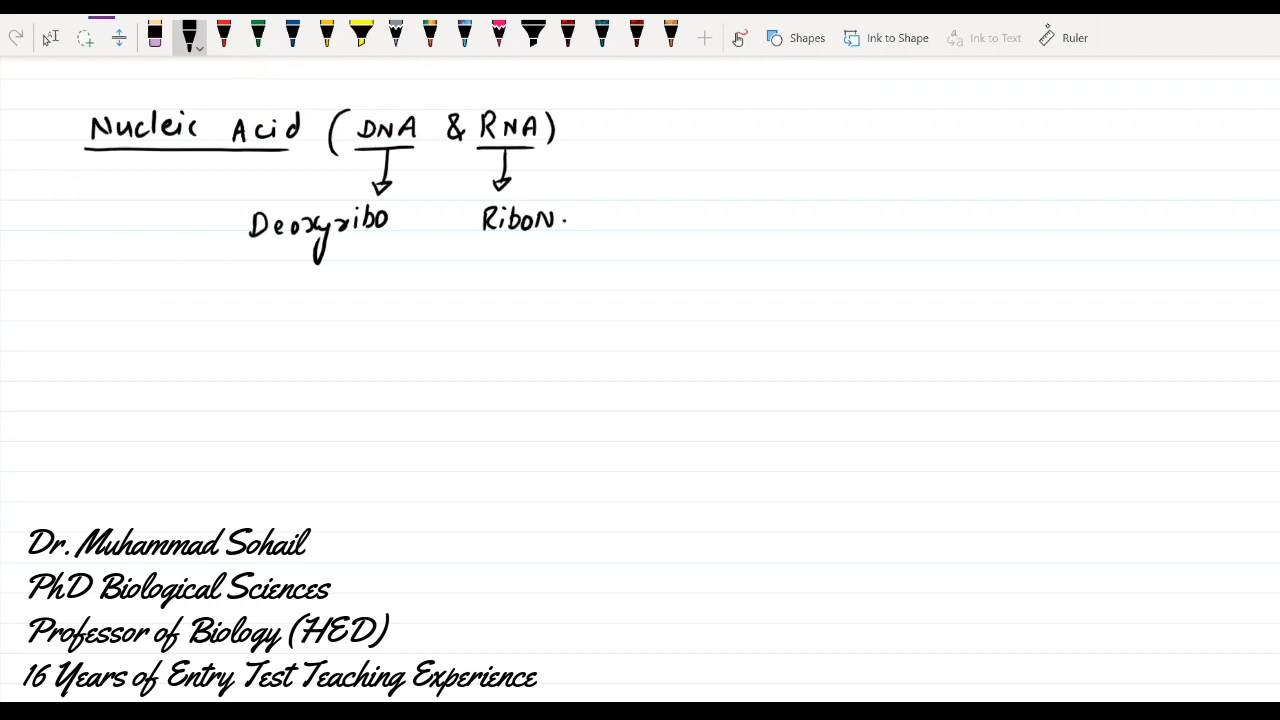 Shapes Ink to Shape Ink to Text Ruler
Nucleic Acid (DNA & RNA)
Deoxyribo RiboN.
Dr. Muhammad Sohail
PhD Biological Sciences
Professor of Biology (HED)
16 Years of Entry Test Teaching Experience